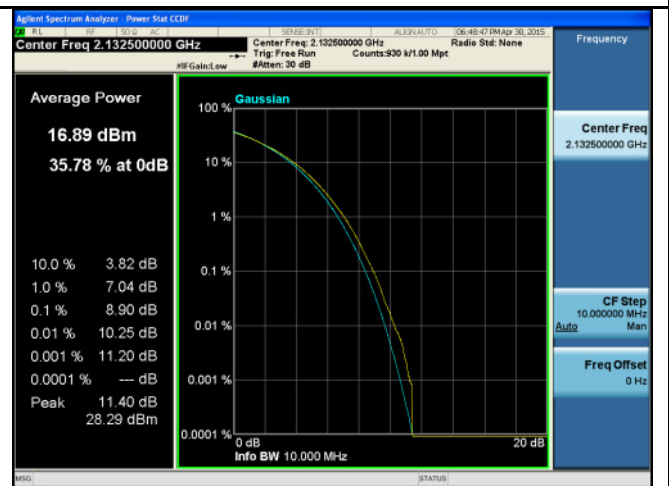 Agilent Spectrum Analyzer - Power Stat CCDF
RL RF 50 Ω AC SENSE:INT ALIGNAUTO 06:48:47 PM Apr 30, 2015
Center Freq 2.132500000 GHz
Center Freq: 2.132500000 GHz Radio Std: None
Trig: Free Run Counts:930 k/1.00 Mpt
#IFGain:Low #Atten: 30 dB
Frequency
Average Power
16.89 dBm
35.78 % at 0dB
10.0 % 3.82 dB
1.0 % 7.04 dB
0.1 % 8.90 dB
0.01 % 10.25 dB
0.001 % 11.20 dB
0.0001 % --- dB
Peak 11.40 dB
28.29 dBm
Gaussian
100 %
10 %
1 %
0.1 %
0.01 %
0.001 %
0.0001 %
0 dB 20 dB
Info BW 10.000 MHz
Center Freq
2.132500000 GHz
CF Step
10.000000 MHz
Auto Man
Freq Offset
0 Hz
MSG STATUS